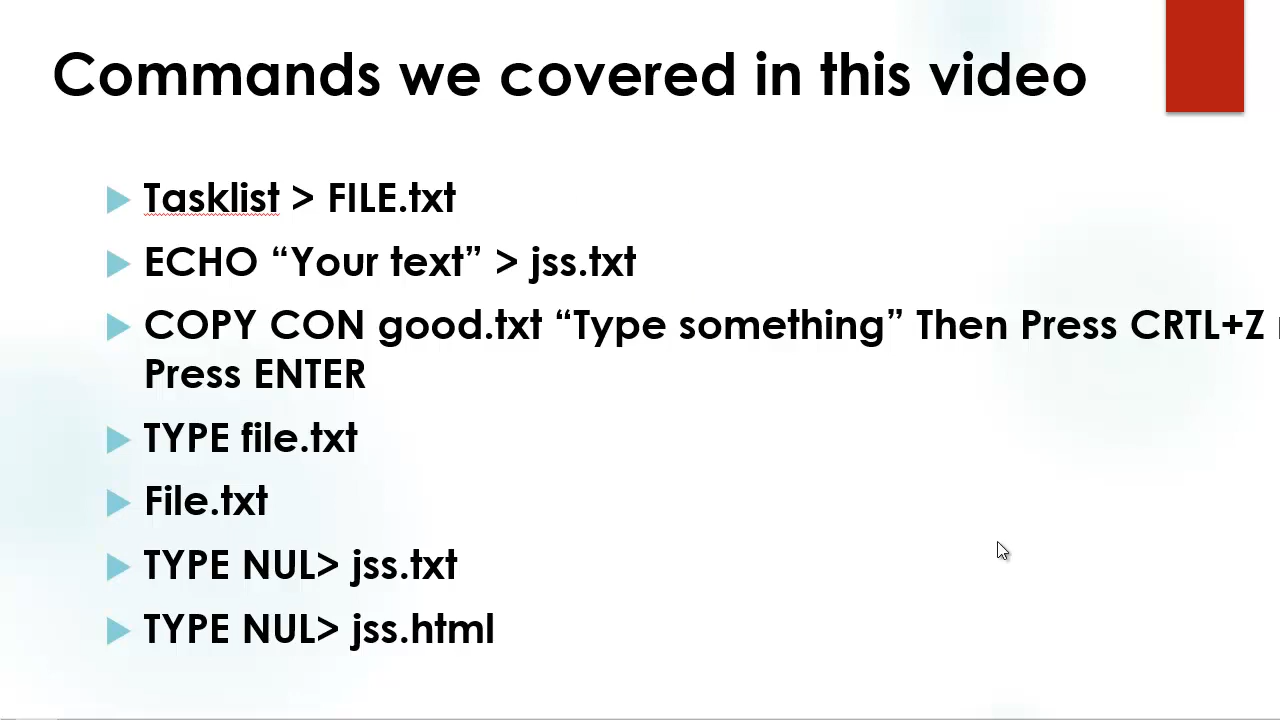 Commands we covered in this video
Tasklist > FILE.txt
ECHO “Your text” > jss.txt
COPY CON good.txt “Type something” Then Press CRTL+Z
Press ENTER
TYPE file.txt
File.txt
TYPE NUL> jss.txt
TYPE NUL> jss.html